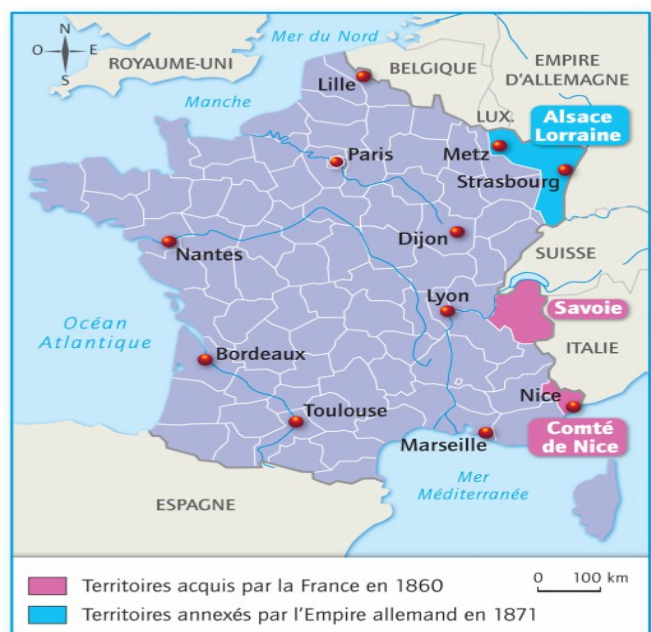 N
O
E
S
Mer du Nord
ROYAUME-UNI
BELGIQUE
EMPIRE
D'ALLEMAGNE
Lille
Manche
LUX.
Alsace
Lorraine
Paris
Metz
Strasbourg
Nantes
Dijon
SUISSE
Lyon
Savoie
Océan
Atlantique
ITALIE
Bordeaux
Nice
Toulouse
Comté
de Nice
Marseille
Mer
Méditerranée
ESPAGNE
Territoires acquis par la France en 1860
0 100 km
Territoires annexés par l'Empire allemand en 1871